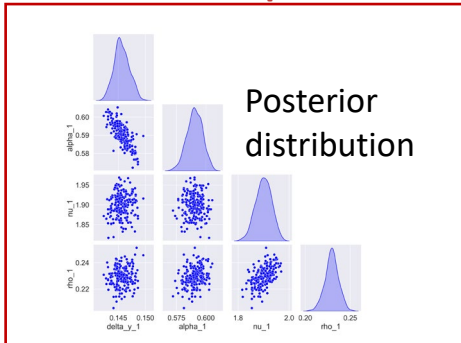 Posterior
distribution
alpha_1
0.60
0.59
0.58
nu_1
1.95
1.90
1.85
rho_1
0.24
0.22
0.145 0.150 0.575 0.600 1.8 2.0 0.20 0.25
delta_y_1 alpha_1 nu_1 rho_1